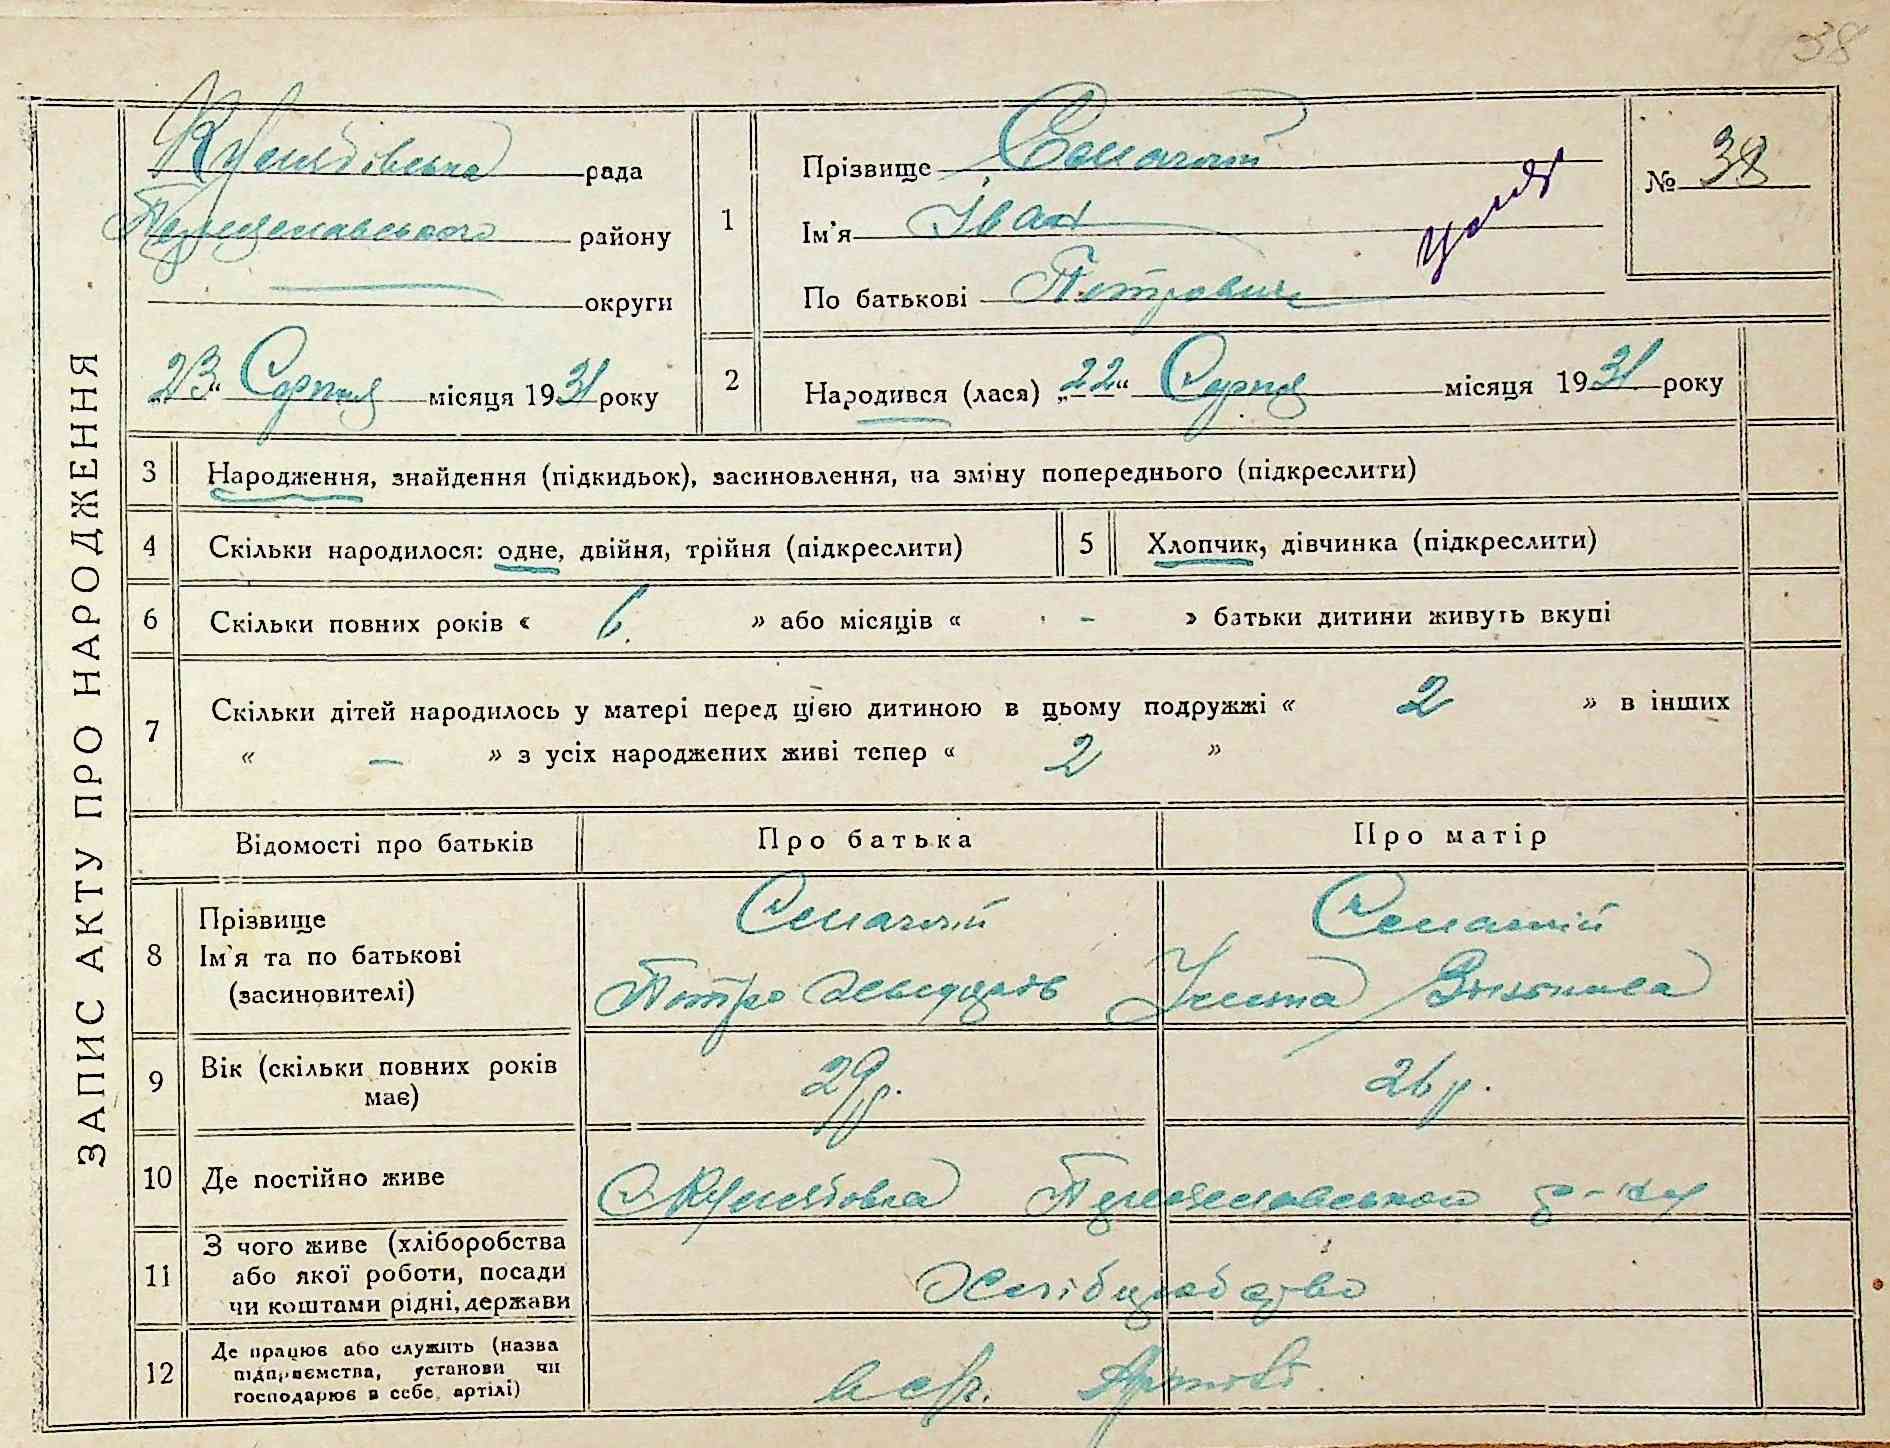 38
ЗАПИС АКТУ ПРО НАРОДЖЕННЯ
рада
району
округи
„23“ Серпня місяця 1931 року
1
Прізвище
Ім'я Іван
По батькові Петрович
№ 38
2
Народився (лася) „22“ Серпня місяця 1931 року
3 Народження, знайдення (підкидьок), засиновлення, на зміну попереднього (підкреслити)
4 Скільки народилося: одне, двійня, трійня (підкреслити)
5 Хлопчик, дівчинка (підкреслити)
6 Скільки повних років « 6 » або місяців « - » батьки дитини живуть вкупі
7 Скільки дітей народилось у матері перед цією дитиною в цьому подружжі « 2 » в інших
« — » з усіх народжених живі тепер « 2 »
Відомості про батьків Про батька Про матір
8 Прізвище
Ім'я та по батькові Петро
(засиновителі)
9 Вік (скільки повних років має) 29 р. 26 р.
10 Де постійно живе р-ну
11 З чого живе (хліборобства
або якої роботи, посади
чи коштами рідні, держави Хліборобство
12 Де працює або служить (назва
підприємства, установи чи
господарює в себе, артілі)